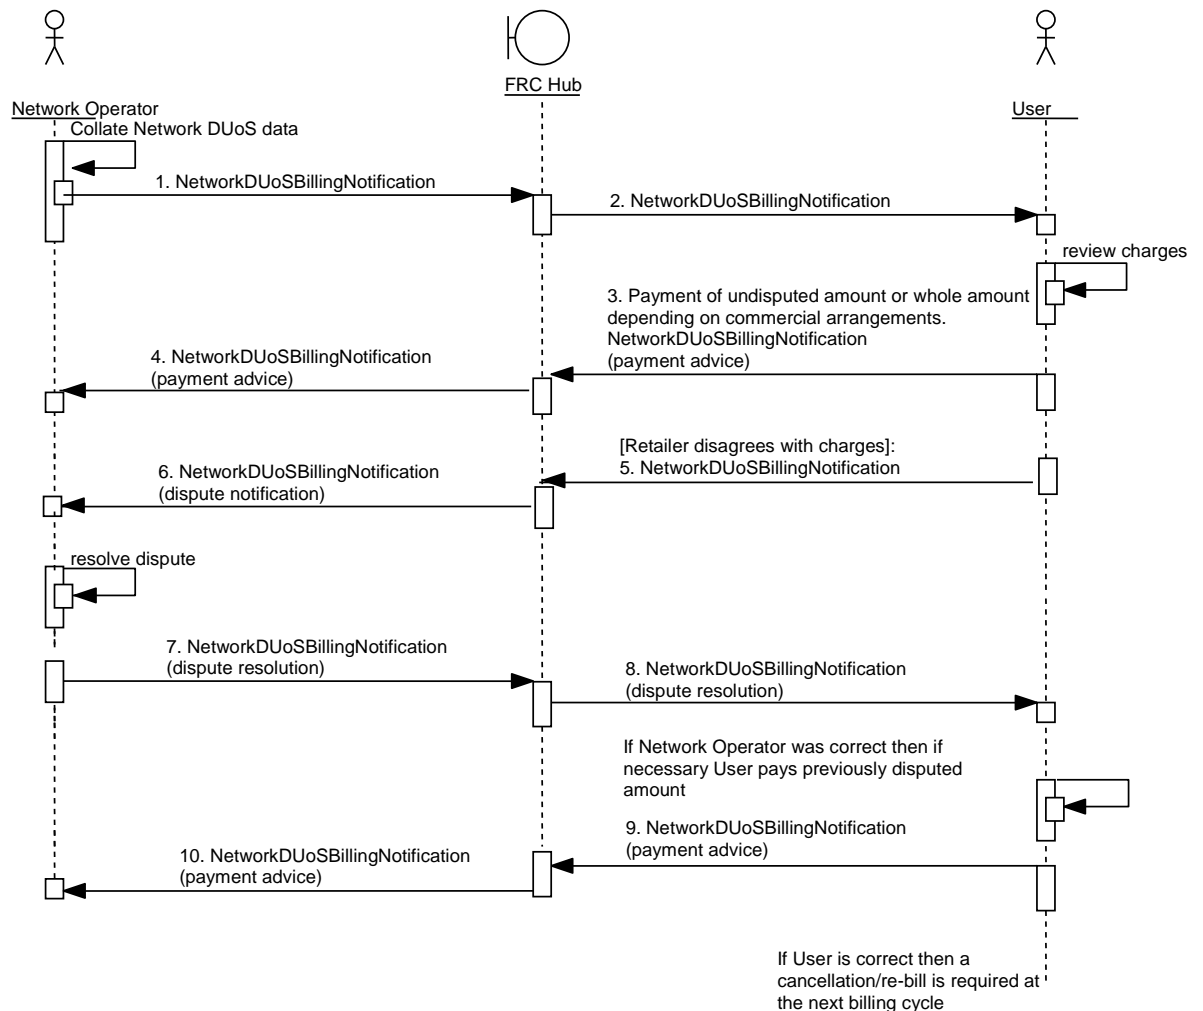 FRC Hub
Network Operator
User
Collate Network DUoS data
1. NetworkDUoSBillingNotification
2. NetworkDUoSBillingNotification
review charges
3. Payment of undisputed amount or whole amount
depending on commercial arrangements.
NetworkDUoSBillingNotification
(payment advice)
4. NetworkDUoSBillingNotification
(payment advice)
[Retailer disagrees with charges]:
5. NetworkDUoSBillingNotification
6. NetworkDUoSBillingNotification
(dispute notification)
resolve dispute
7. NetworkDUoSBillingNotification
(dispute resolution)
8. NetworkDUoSBillingNotification
(dispute resolution)
If Network Operator was correct then if
necessary User pays previously disputed
amount
9. NetworkDUoSBillingNotification
(payment advice)
10. NetworkDUoSBillingNotification
(payment advice)
If User is correct then a
cancellation/re-bill is required at
the next billing cycle